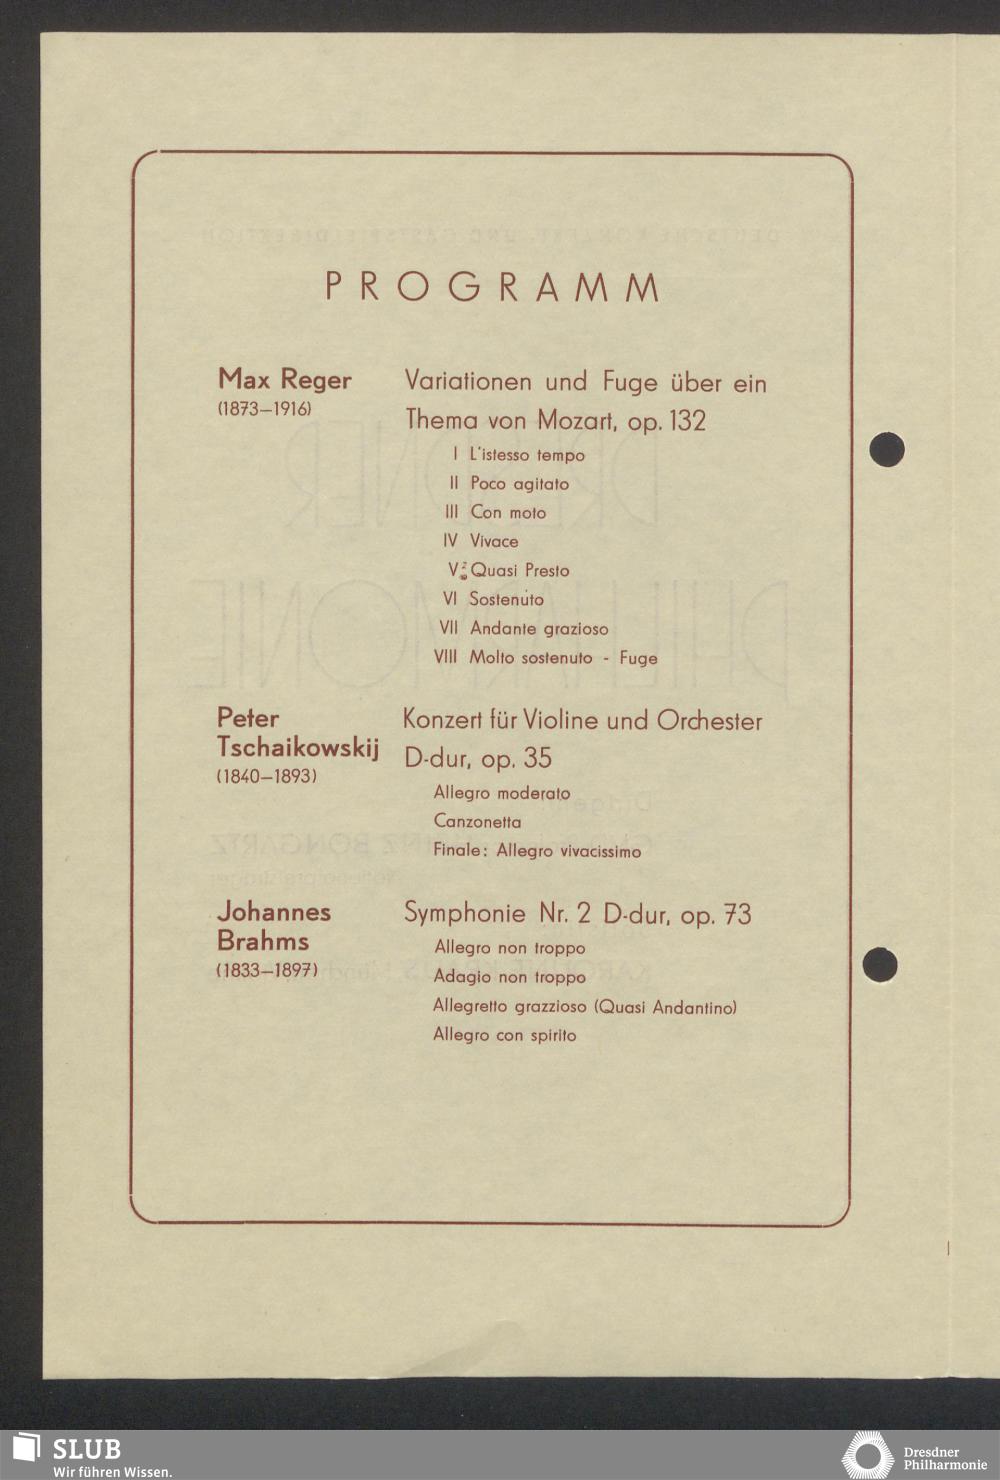 PROGRAMM
Max Reger
(1873–1916)
Variationen und Fuge über ein
Thema von Mozart, op. 132
I L'istesso tempo
II Poco agitato
III Con moto
IV Vivace
V Quasi Presto
VI Sostenuto
VII Andante grazioso
VIII Molto sostenuto - Fuge
Peter
Tschaikowskij
(1840–1893)
Konzert für Violine und Orchester
D-dur, op. 35
Allegro moderato
Canzonetta
Finale: Allegro vivacissimo
Johannes
Brahms
(1833–1897)
Symphonie Nr. 2 D-dur, op. 73
Allegro non troppo
Adagio non troppo
Allegretto grazzioso (Quasi Andantino)
Allegro con spirito
SLUB
Wir führen Wissen.
Dresdner
Philharmonie